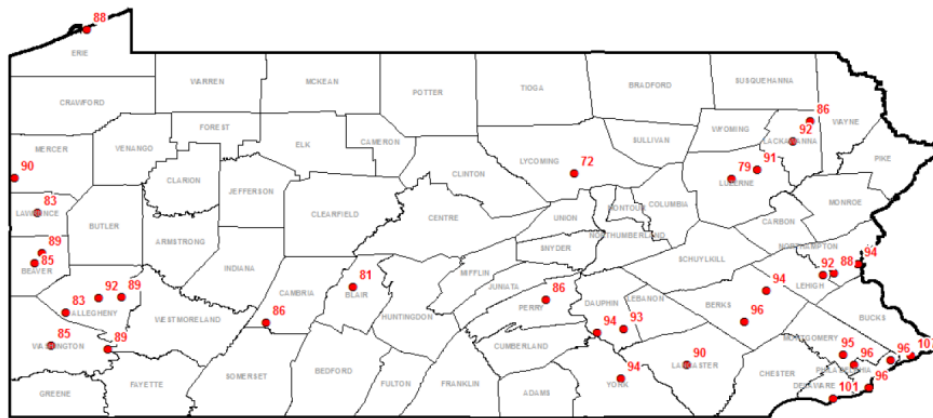 88
ERIE
WARREN
MCKEAN
POTTER
TIOGA
BRADFORD
SUSQUEHANNA
CRAWFORD
86
WAYNE
FOREST
WYOMING
92
LACKAWANNA
MERCER
VENANGO
ELK
CAMERON
LYCOMING
SULLIVAN
90
72
91
79
PIKE
CLARION
CLINTON
LUZERNE
JEFFERSON
83
LAWRENCE
MONTOUR
COLUMBIA
MONROE
CLEARFIELD
CENTRE
UNION
CARBON
BUTLER
NORTHUMBERLAND
ARMSTRONG
SNYDER
NORTHAMPTON
89
94
BEAVER
85
SCHUYLKILL
92
88
INDIANA
MIFFLIN
LEHIGH
81
JUNIATA
94
83
92
89
CAMBRIA
BLAIR
86
DAUPHIN
LEBANON
BERKS
ALLEGHENY
PERRY
BUCKS
WESTMORELAND
86
HUNTINGDON
94
93
96
85
CUMBERLAND
MONTGOMERY
WASHINGTON
89
95
96
96
90
LANCASTER
PHILADELPHIA
SOMERSET
BEDFORD
FULTON
FRANKLIN
94
YORK
CHESTER
96
GREENE
FAYETTE
ADAMS
DELAWARE
101